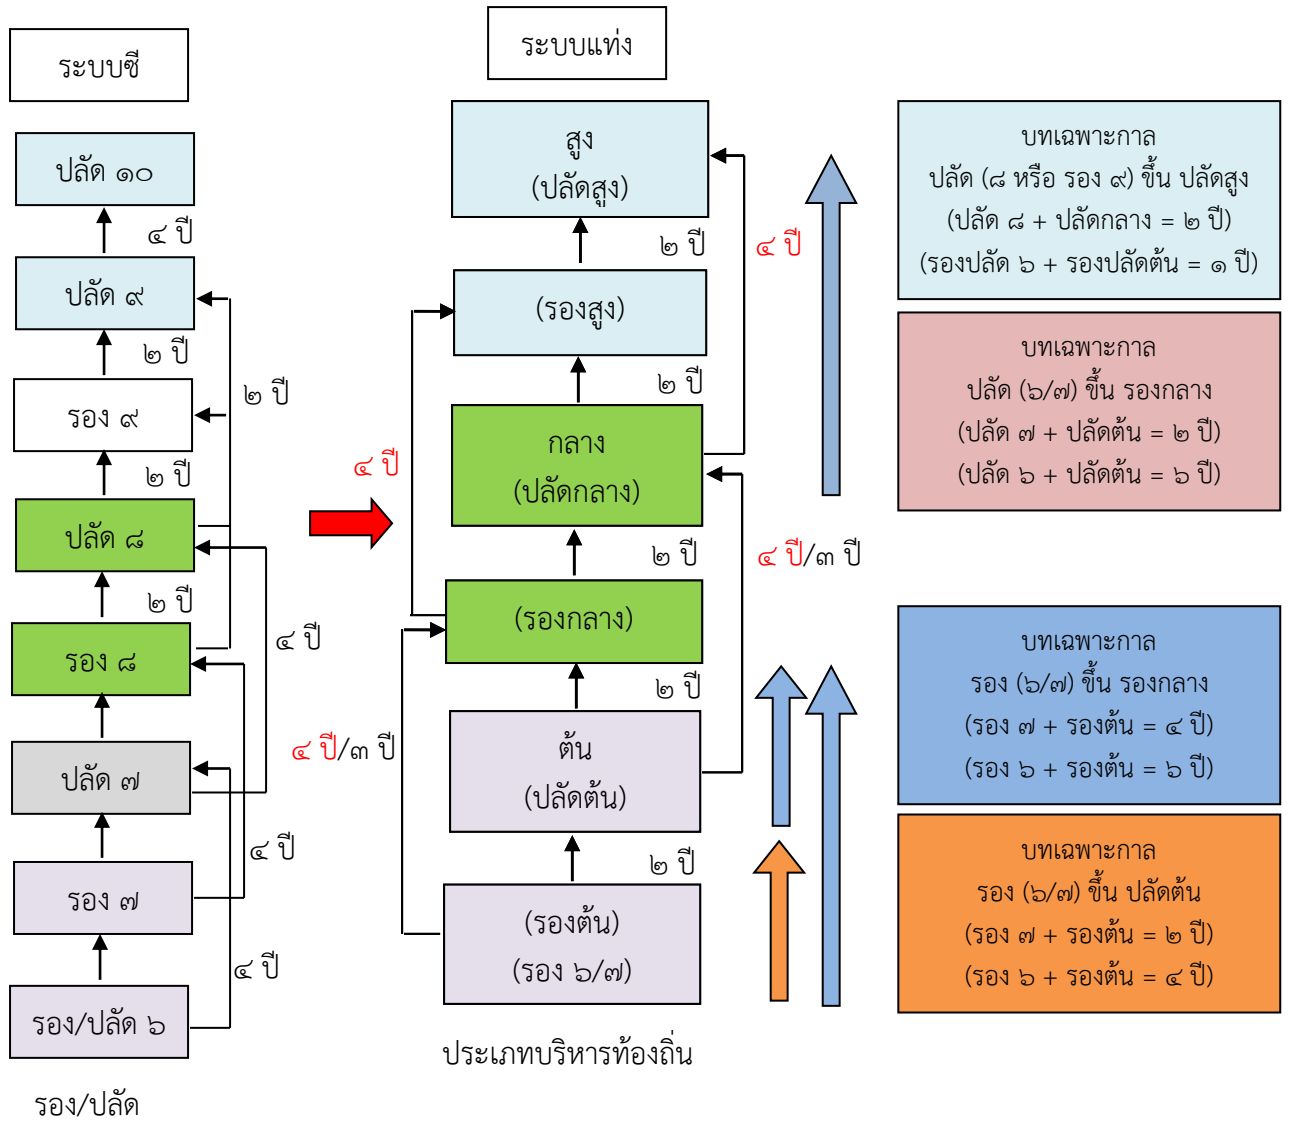 ระบบซี
ปลัด ๑๐
๔ ปี
ปลัด ๙
๒ ปี
รอง ๙
๒ ปี
๒ ปี
ปลัด ๘
๒ ปี
รอง ๘
๔ ปี
ปลัด ๗
๔ ปี
รอง ๗
๔ ปี
รอง/ปลัด ๖
รอง/ปลัด
ระบบแท่ง
สูง
(ปลัดสูง)
๒ ปี
๔ ปี
(รองสูง)
๒ ปี
กลาง
(ปลัดกลาง)
๔ ปี
๒ ปี
๔ ปี/๓ ปี
(รองกลาง)
๒ ปี
๔ ปี/๓ ปี
ต้น
(ปลัดต้น)
๒ ปี
(รองต้น)
(รอง ๖/๗)
ประเภทบริหารท้องถิ่น
บทเฉพาะกาล
ปลัด (๘ หรือ รอง ๙) ขึ้น ปลัดสูง
(ปลัด ๘ + ปลัดกลาง = ๒ ปี)
(รองปลัด ๖ + รองปลัดต้น = ๑ ปี)
บทเฉพาะกาล
ปลัด (๖/๗) ขึ้น รองกลาง
(ปลัด ๗ + ปลัดต้น = ๒ ปี)
(ปลัด ๖ + ปลัดต้น = ๖ ปี)
บทเฉพาะกาล
รอง (๖/๗) ขึ้น รองกลาง
(รอง ๗ + รองต้น = ๔ ปี)
(รอง ๖ + รองต้น = ๖ ปี)
บทเฉพาะกาล
รอง (๖/๗) ขึ้น ปลัดต้น
(รอง ๗ + รองต้น = ๒ ปี)
(รอง ๖ + รองต้น = ๔ ปี)